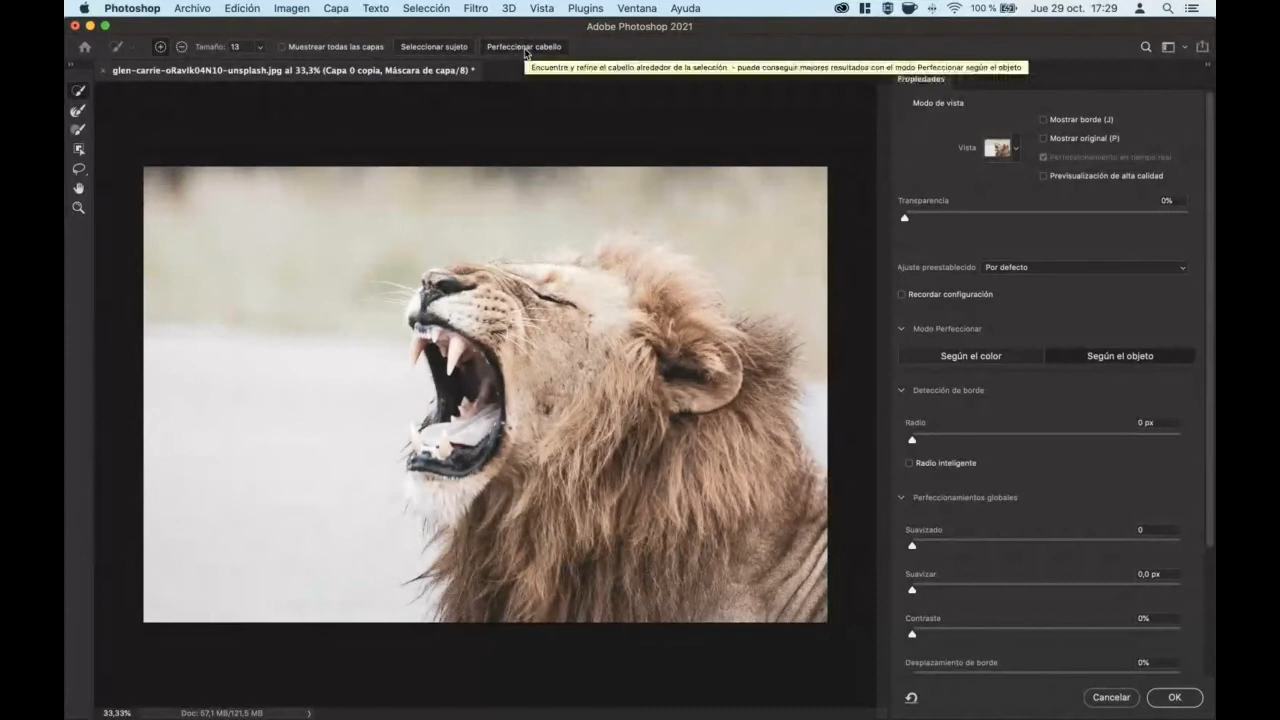 Photoshop Archivo Edición Imagen Capa Texto Selección Filtro 3D Vista Plugins Ventana Ayuda 100 % Jue 29 oct. 17:29
Adobe Photoshop 2021
Tamaño: 13 Muestrear todas las capas Seleccionar sujeto Perfeccionar cabello
Encuentre y refine el cabello alrededor de la selección. - puede conseguir mejores resultados con el modo Perfeccionar según el objeto
glen-carrie-oRavlk04N10-unsplash.jpg al 33,3% (Capa 0 copia, Máscara de capa/8) *
Propiedades
Modo de vista
Mostrar borde (J)
Mostrar original (P)
Vista
Perfeccionamiento en tiempo real
Previsualización de alta calidad
Transparencia 0%
Ajuste preestablecido Por defecto
Recordar configuración
Modo Perfeccionar
Según el color Según el objeto
Detección de borde
Radio 0 px
Radio inteligente
Perfeccionamientos globales
Suavizado 0
Suavizar 0,0 px
Contraste 0%
Desplazamiento de borde 0%
Cancelar OK
33,33% Doc: 57,1 MB/121,5 MB